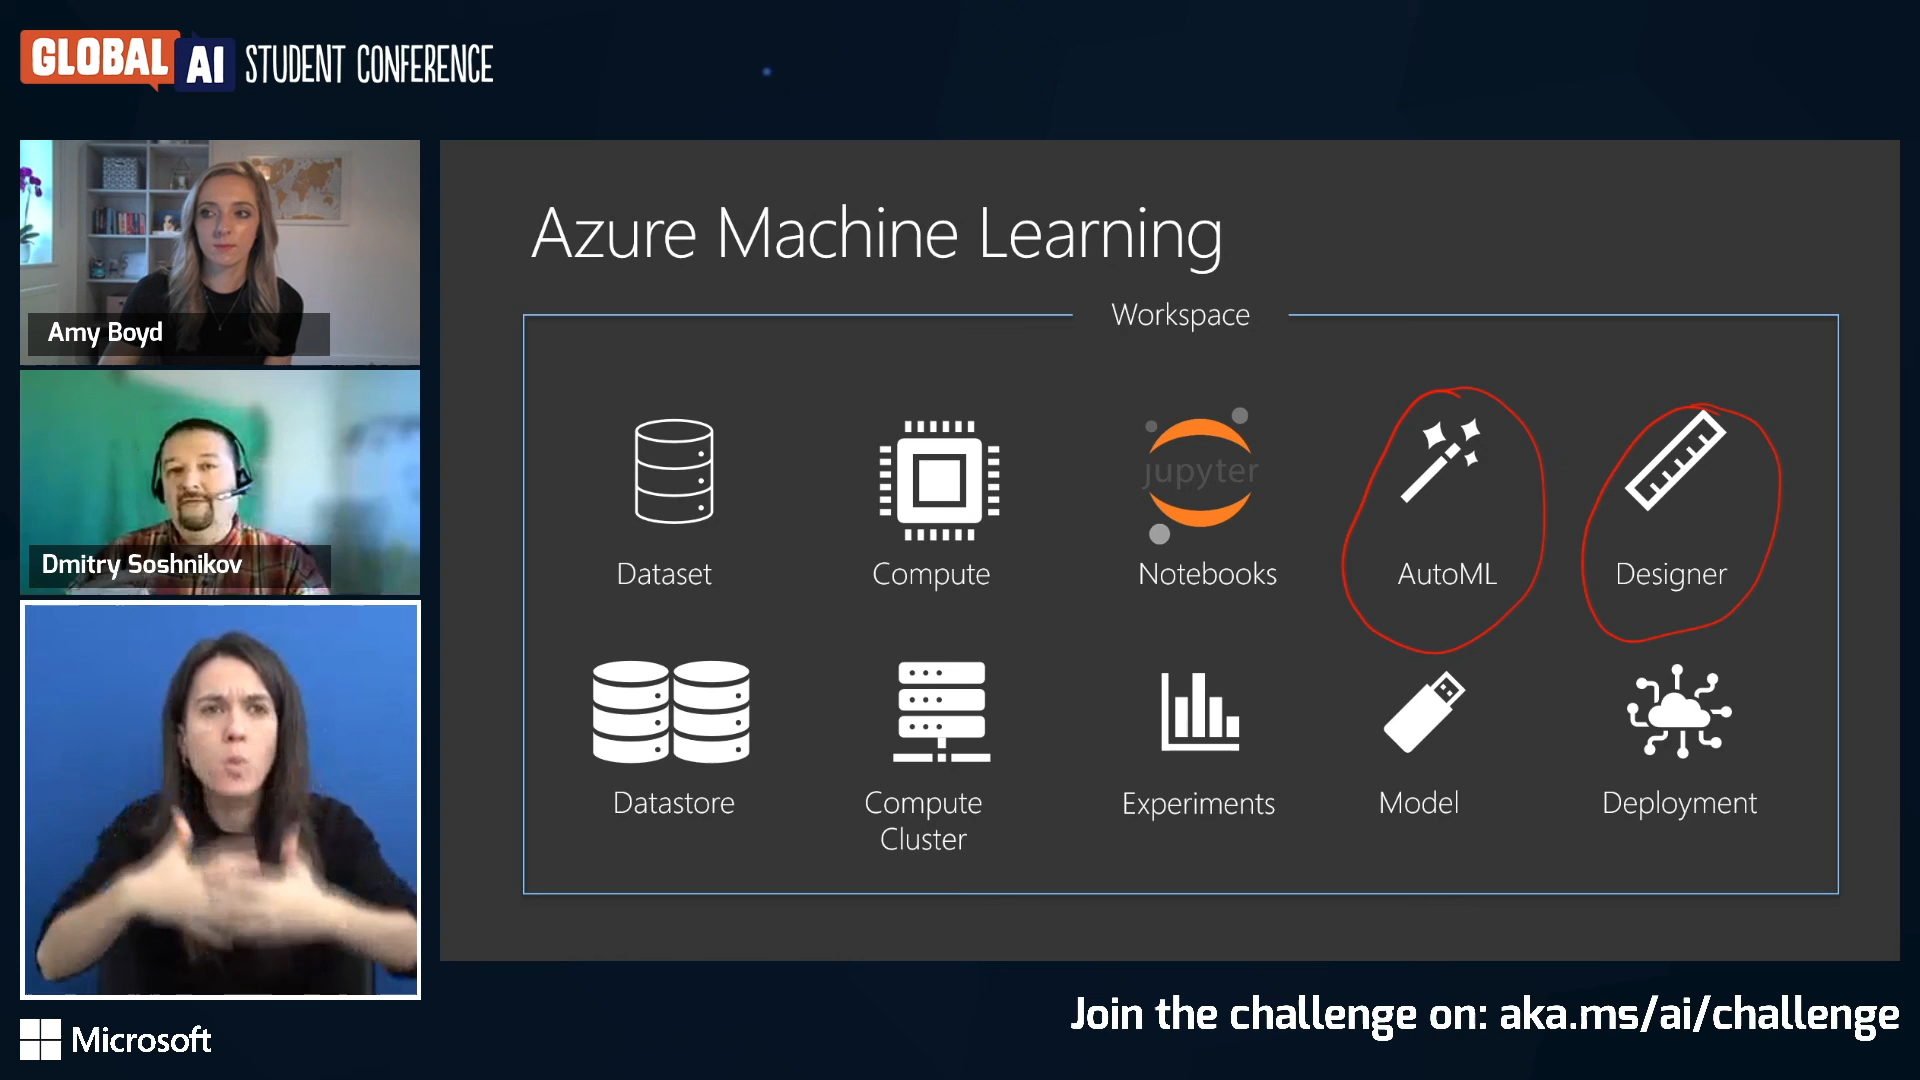 GLOBAL AI STUDENT CONFERENCE
Amy Boyd
Dmitry Soshnikov
Azure Machine Learning
Workspace
jupyter
Dataset
Compute
Notebooks
AutoML
Designer
Datastore
Compute
Cluster
Experiments
Model
Deployment
Join the challenge on: aka.ms/ai/challenge
Microsoft